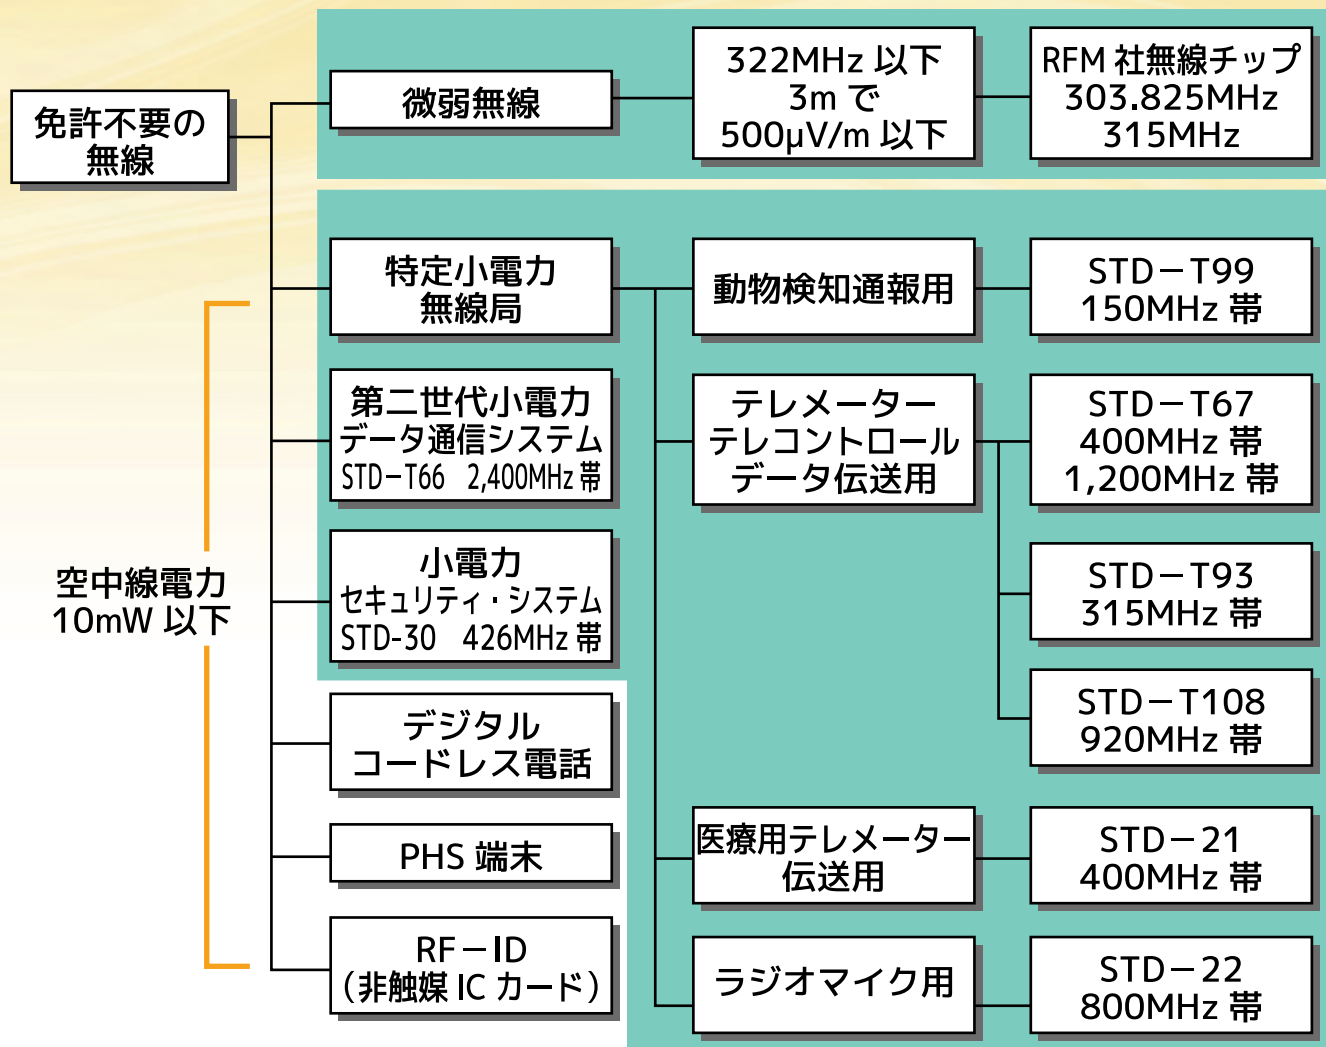 免許不要の
無線
微弱無線
322MHz 以下
3m で
500μV/m 以下
RFM 社無線チップ
303.825MHz
315MHz
特定小電力
無線局
動物検知通報用
STD－T99
150MHz 帯
第二世代小電力
データ通信システム
STD－T66　2,400MHz 帯
テレメーター
テレコントロール
データ伝送用
STD－T67
400MHz 帯
1,200MHz 帯
小電力
セキュリティ・システム
STD-30　426MHz 帯
STD－T93
315MHz 帯
空中線電力
10mW 以下
STD－T108
920MHz 帯
デジタル
コードレス電話
PHS 端末
医療用テレメーター
伝送用
STD－21
400MHz 帯
RF－ID
（非触媒 IC カード）
ラジオマイク用
STD－22
800MHz 帯